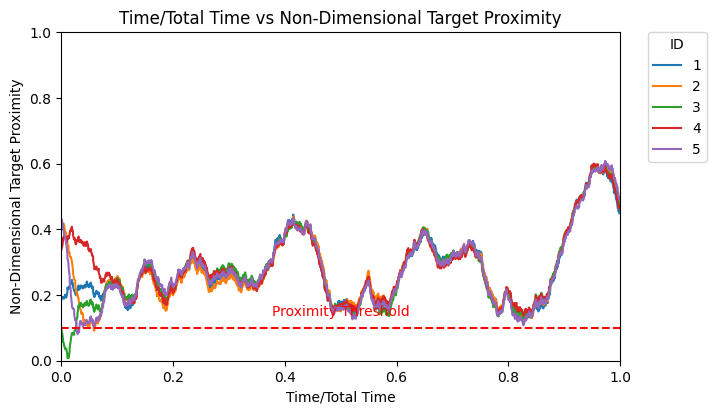 Time/Total Time vs Non-Dimensional Target Proximity
Non-Dimensional Target Proximity
1.0
0.8
0.6
0.4
0.2
0.0
Proximity Threshold
0.0 0.2 0.4 0.6 0.8 1.0
Time/Total Time
ID
1
2
3
4
5